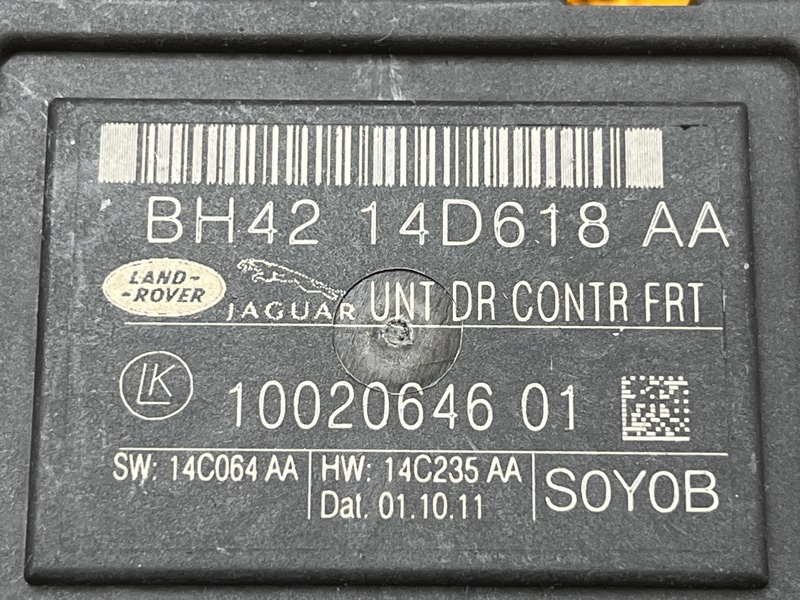 BH42 14D618 AA
LAND-
-ROVER
JAGUAR UNT DR CONTR FRT
LK
10020646 01
SW: 14C064 AA HW: 14C235 AA
Dat. 01.10.11
S0Y0B